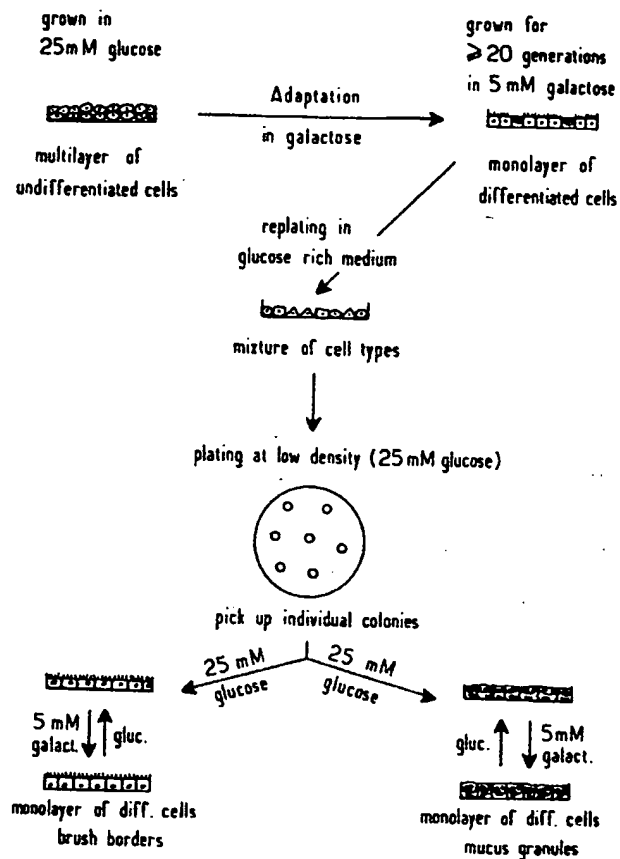 grown in
25mM glucose
grown for
⩾20 generations
in 5 mM galactose
Adaptation
in galactose
multilayer of
undifferentiated cells
monolayer of
differentiated cells
replating in
glucose rich medium
mixture of cell types
plating at low density (25 mM glucose)
pick up individual colonies
25 mM
glucose
25 mM
glucose
5 mM
galact.
gluc.
gluc.
5mM
galact.
monolayer of diff. cells
brush borders
monolayer of diff. cells
mucus granules